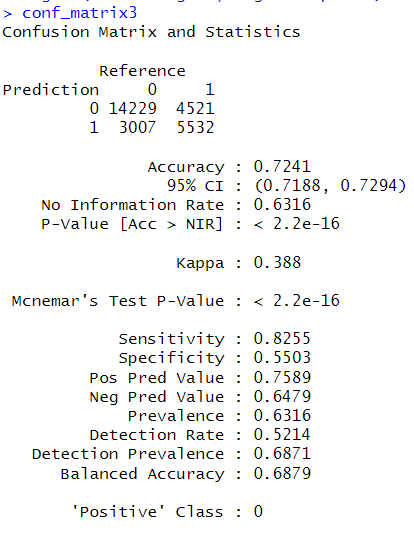 > conf_matrix3
Confusion Matrix and Statistics
Reference
Prediction 0 1
0 14229 4521
1 3007 5532
Accuracy : 0.7241
95% CI : (0.7188, 0.7294)
No Information Rate : 0.6316
P-Value [Acc > NIR] : < 2.2e-16
Kappa : 0.388
Mcnemar's Test P-Value : < 2.2e-16
Sensitivity : 0.8255
Specificity : 0.5503
Pos Pred Value : 0.7589
Neg Pred Value : 0.6479
Prevalence : 0.6316
Detection Rate : 0.5214
Detection Prevalence : 0.6871
Balanced Accuracy : 0.6879
'Positive' Class : 0